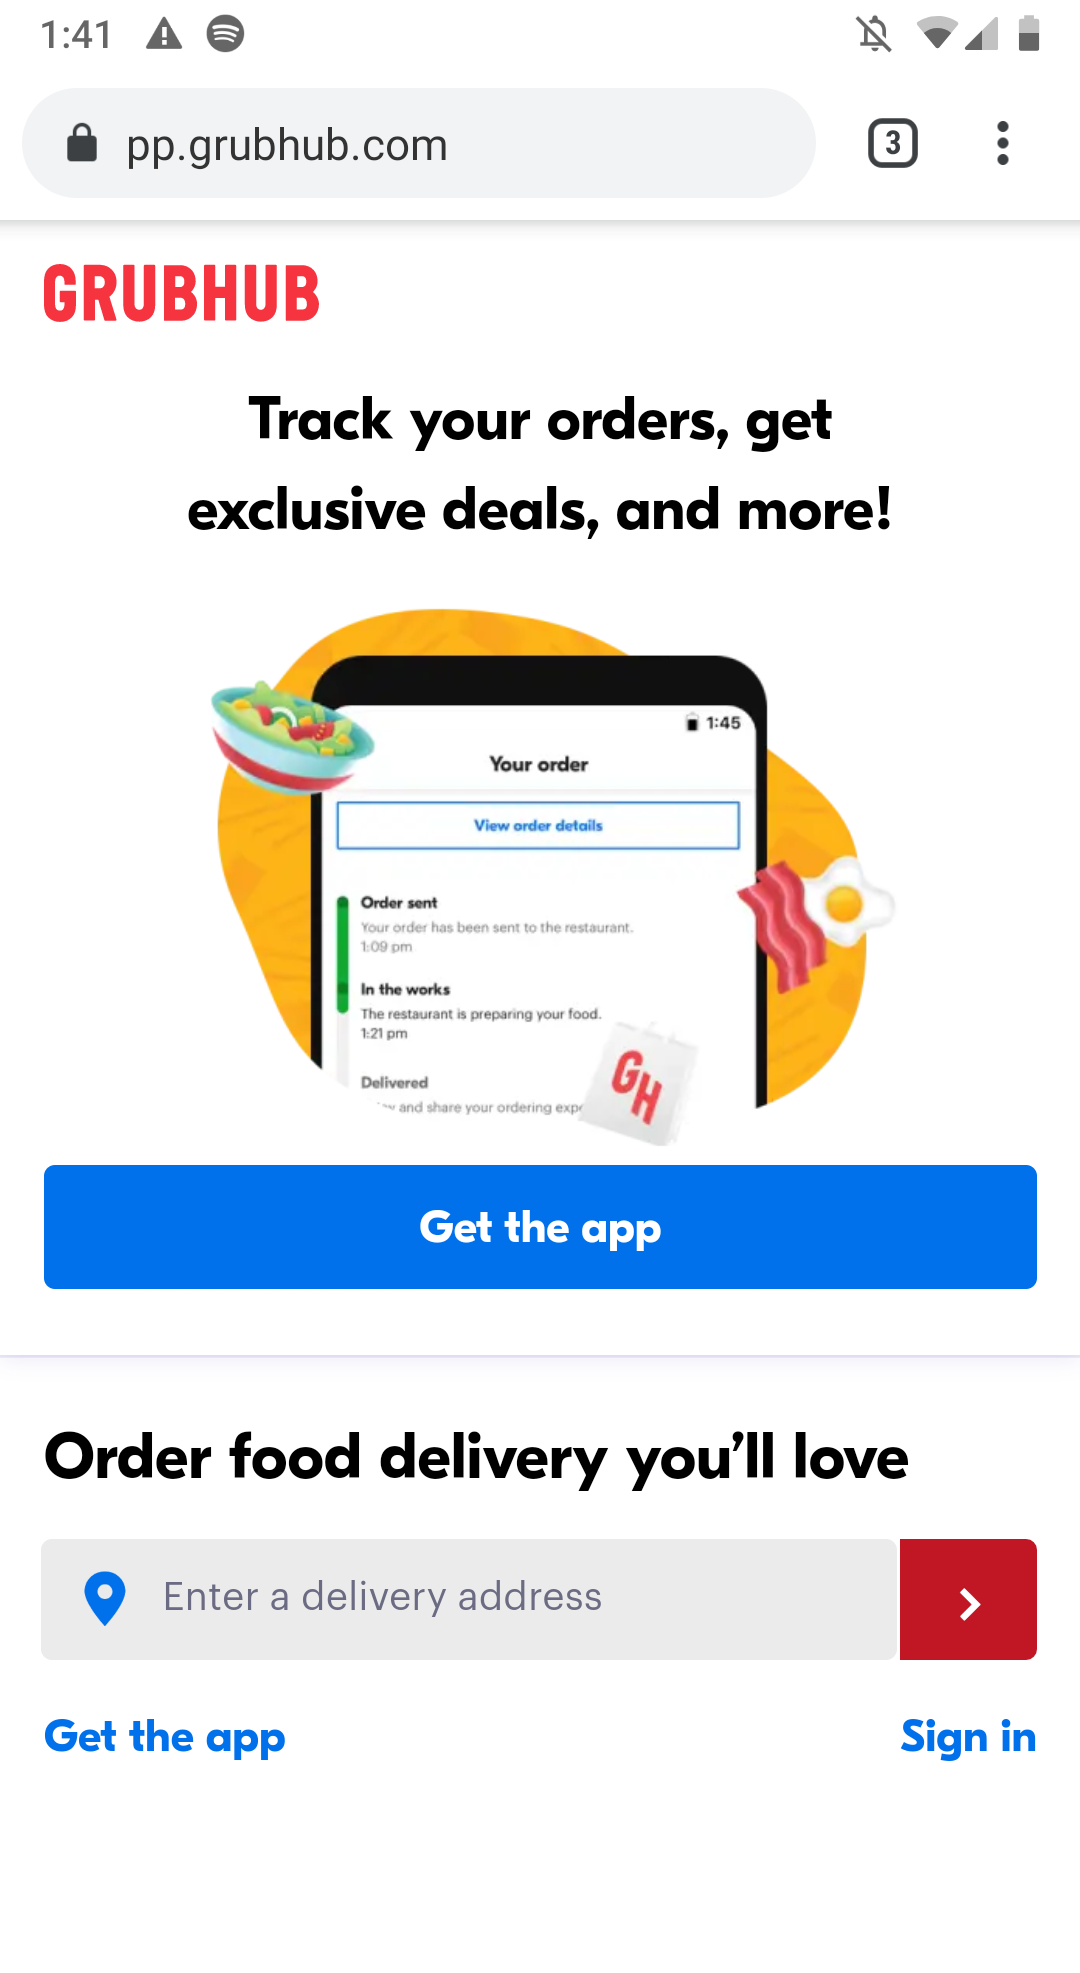 1:41
pp.grubhub.com
3
GRUBHUB
Track your orders, get
exclusive deals, and more!
1:45
Your order
View order details
Order sent
Your order has been sent to the restaurant.
1:09 pm
In the works
The restaurant is preparing your food.
1:21 pm
Delivered
and share your ordering
GH
Get the app
Order food delivery you’ll love
Enter a delivery address
Get the app
Sign in